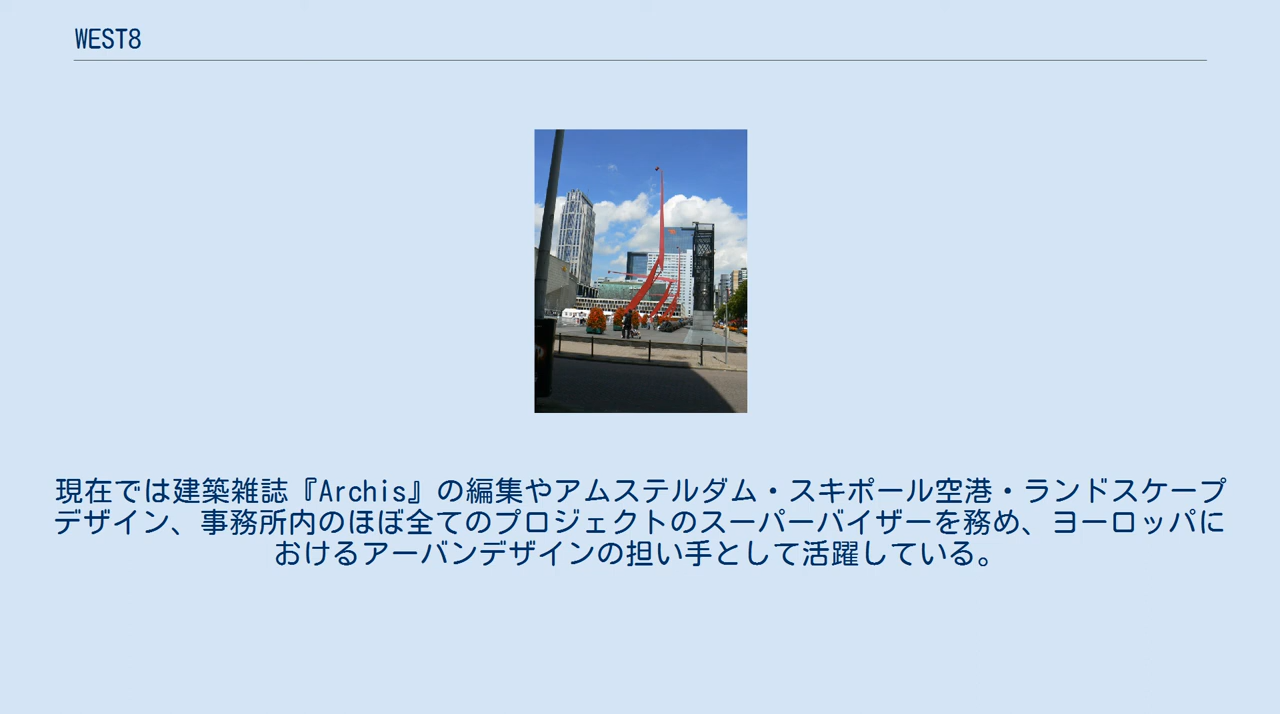 WEST8
現在では建築雑誌『Archis』の編集やアムステルダム・スキポール空港・ランドスケープ
デザイン、事務所内のほぼ全てのプロジェクトのスーパーバイザーを務め、ヨーロッパに
おけるアーバンデザインの担い手として活躍している。